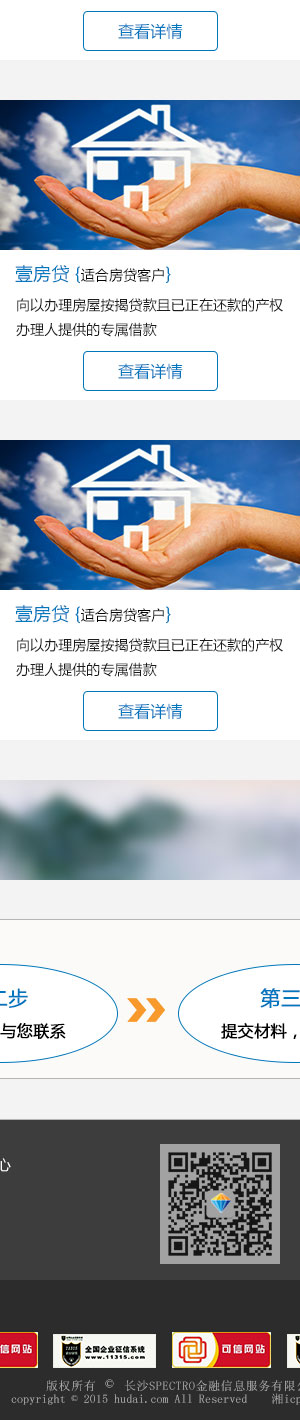 查看详情
壹房贷 {适合房贷客户}
向以办理房屋按揭贷款且已正在还款的产权
办理人提供的专属借款
查看详情
壹房贷 {适合房贷客户}
向以办理房屋按揭贷款且已正在还款的产权
办理人提供的专属借款
查看详情
二步
与您联系
第三
提交材料，
心
信网站
11315
全国企业征信系统
www.11315.com
可信网站
版权所有 © 长沙SPECTRO金融信息服务有限
copyright © 2015 hudai.com All Reserved 湘icp